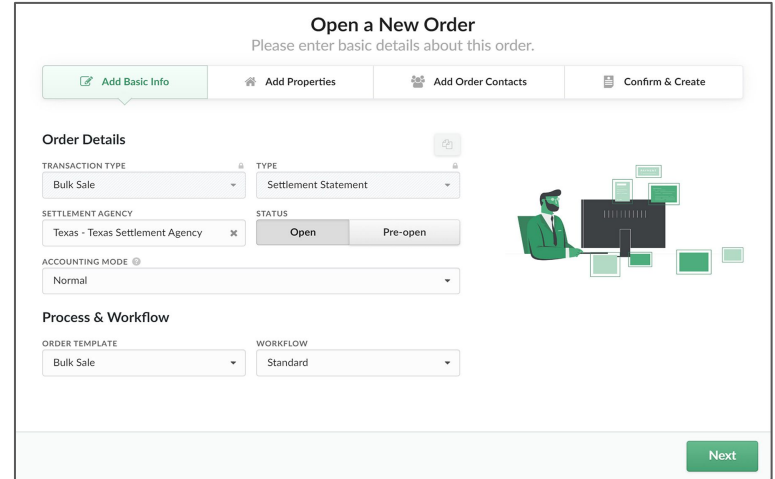 Open a New Order
Please enter basic details about this order.
Add Basic Info
Add Properties
Add Order Contacts
Confirm & Create
Order Details
TRANSACTION TYPE
TYPE
Bulk Sale
Settlement Statement
SETTLEMENT AGENCY
STATUS
Texas - Texas Settlement Agency
Open
Pre-open
ACCOUNTING MODE
Normal
Process & Workflow
ORDER TEMPLATE
WORKFLOW
Bulk Sale
Standard
Next